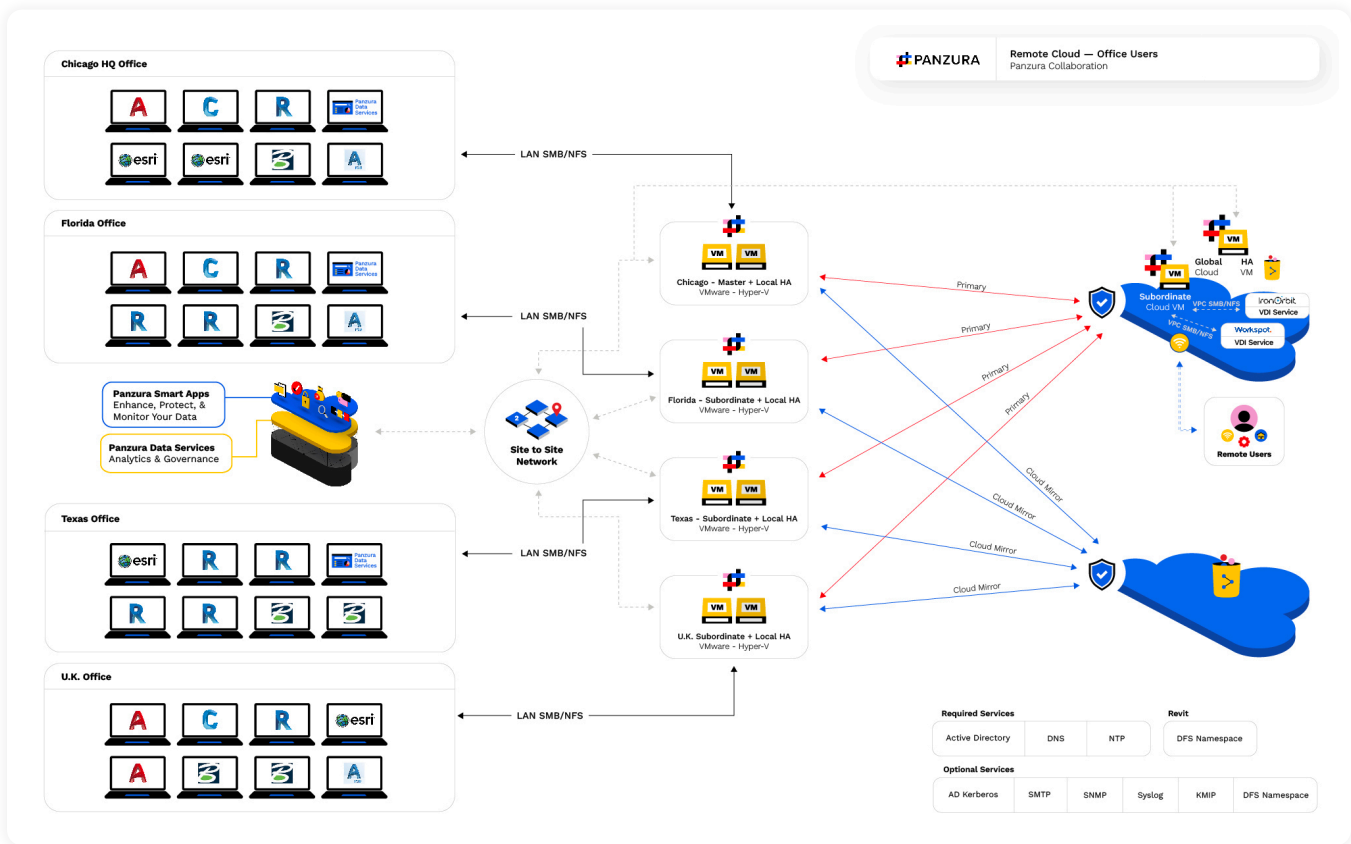 PANZURA
Remote Cloud — Office Users
Panzura Collaboration
Chicago HQ Office
A
C
R
Panzura
Data
Services
esri
esri
A
LAN SMB/NFS
Florida Office
A
C
R
Panzura
Data
Services
R
R
A
LAN SMB/NFS
Panzura Smart Apps
Enhance, Protect, &
Monitor Your Data
Panzura Data Services
Analytics & Governance
Site to Site
Network
Texas Office
esri
R
R
Panzura
Data
Services
R
R
LAN SMB/NFS
U.K. Office
A
C
R
esri
A
A
LAN SMB/NFS
VM
VM
Chicago - Master + Local HA
VMware - Hyper-V
VM
VM
Florida - Subordinate + Local HA
VMware - Hyper-V
VM
VM
Texas - Subordinate + Local HA
VMware - Hyper-V
VM
VM
U.K. Subordinate + Local HA
VMware - Hyper-V
Primary
Primary
Primary
Primary
Cloud Mirror
Cloud Mirror
Cloud Mirror
Cloud Mirror
VM
Global
Cloud
HA
VM
VM
Subordinate
Cloud VM
VPC SMB/NFS
IronOrbit
VDI Service
VPC SMB/NFS
Workspot.
VDI Service
Remote Users
Required Services
Active Directory
DNS
NTP
Revit
DFS Namespace
Optional Services
AD Kerberos
SMTP
SNMP
Syslog
KMIP
DFS Namespace